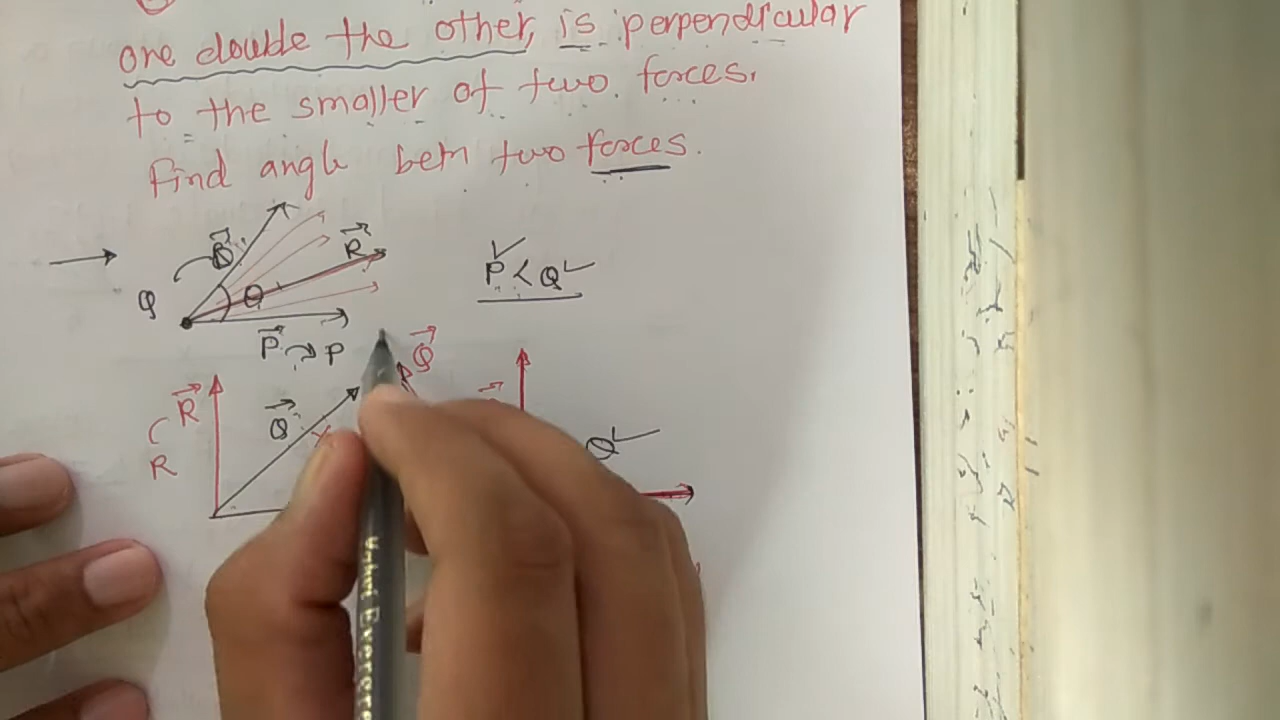 one double the other, is perpendicular
to the smaller of two forces.
find angle betn two forces.
B R
Q θ P < Q
P P
Q
R Q
R Q